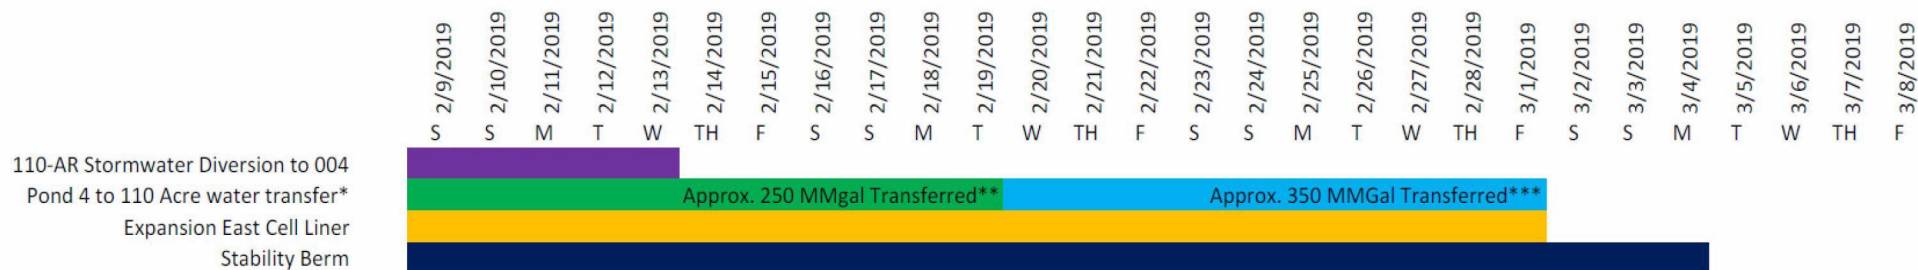 2/9/2019 2/10/2019 2/11/2019 2/12/2019 2/13/2019 2/14/2019 2/15/2019 2/16/2019 2/17/2019 2/18/2019 2/19/2019 2/20/2019 2/21/2019 2/22/2019 2/23/2019 2/24/2019 2/25/2019 2/26/2019 2/27/2019 2/28/2019 3/1/2019 3/2/2019 3/3/2019 3/4/2019 3/5/2019 3/6/2019 3/7/2019 3/8/2019
S S M T W TH F S S M T W TH F S S M T W TH F S S M T W TH F
110-AR Stormwater Diversion to 004
Pond 4 to 110 Acre water transfer* Approx. 250 MMgal Transferred** Approx. 350 MMGal Transferred***
Expansion East Cell Liner
Stability Berm